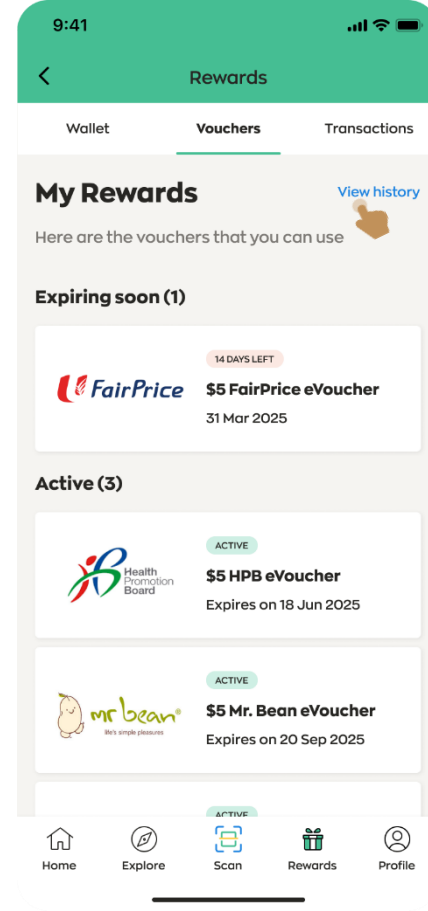 9:41
Rewards
Wallet Vouchers Transactions
My Rewards View history
Here are the vouchers that you can use
Expiring soon (1)
14 DAYS LEFT
FairPrice
$5 FairPrice eVoucher
31 Mar 2025
Active (3)
ACTIVE
Health
Promotion
Board
$5 HPB eVoucher
Expires on 18 Jun 2025
ACTIVE
mr bean
life's simple pleasures
$5 Mr. Bean eVoucher
Expires on 20 Sep 2025
ACTIVE
Home Explore Scan Rewards Profile